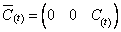 C̅₍ₜ₎ = (0 0 C₍ₜ₎)